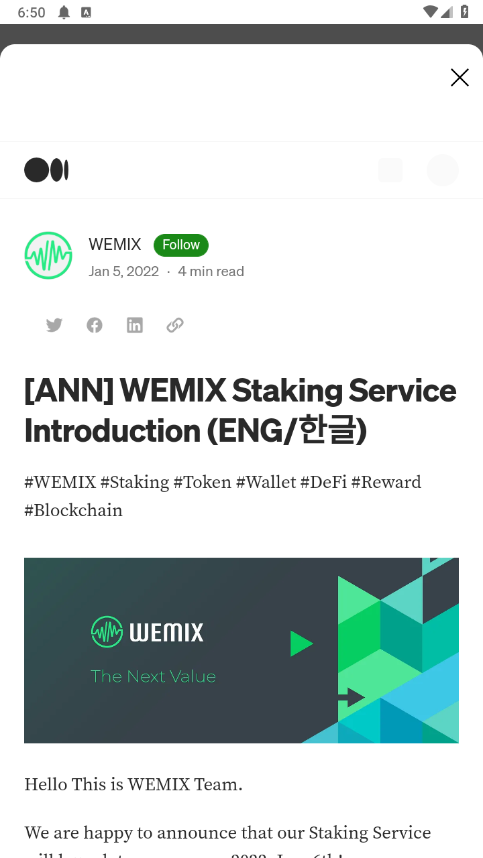 6:50
WEMIX
Follow
Jan 5, 2022 · 4 min read
[ANN] WEMIX Staking Service
Introduction (ENG/한글)
#WEMIX #Staking #Token #Wallet #DeFi #Reward
#Blockchain
WEMIX
The Next Value
Hello This is WEMIX Team.
We are happy to announce that our Staking Service